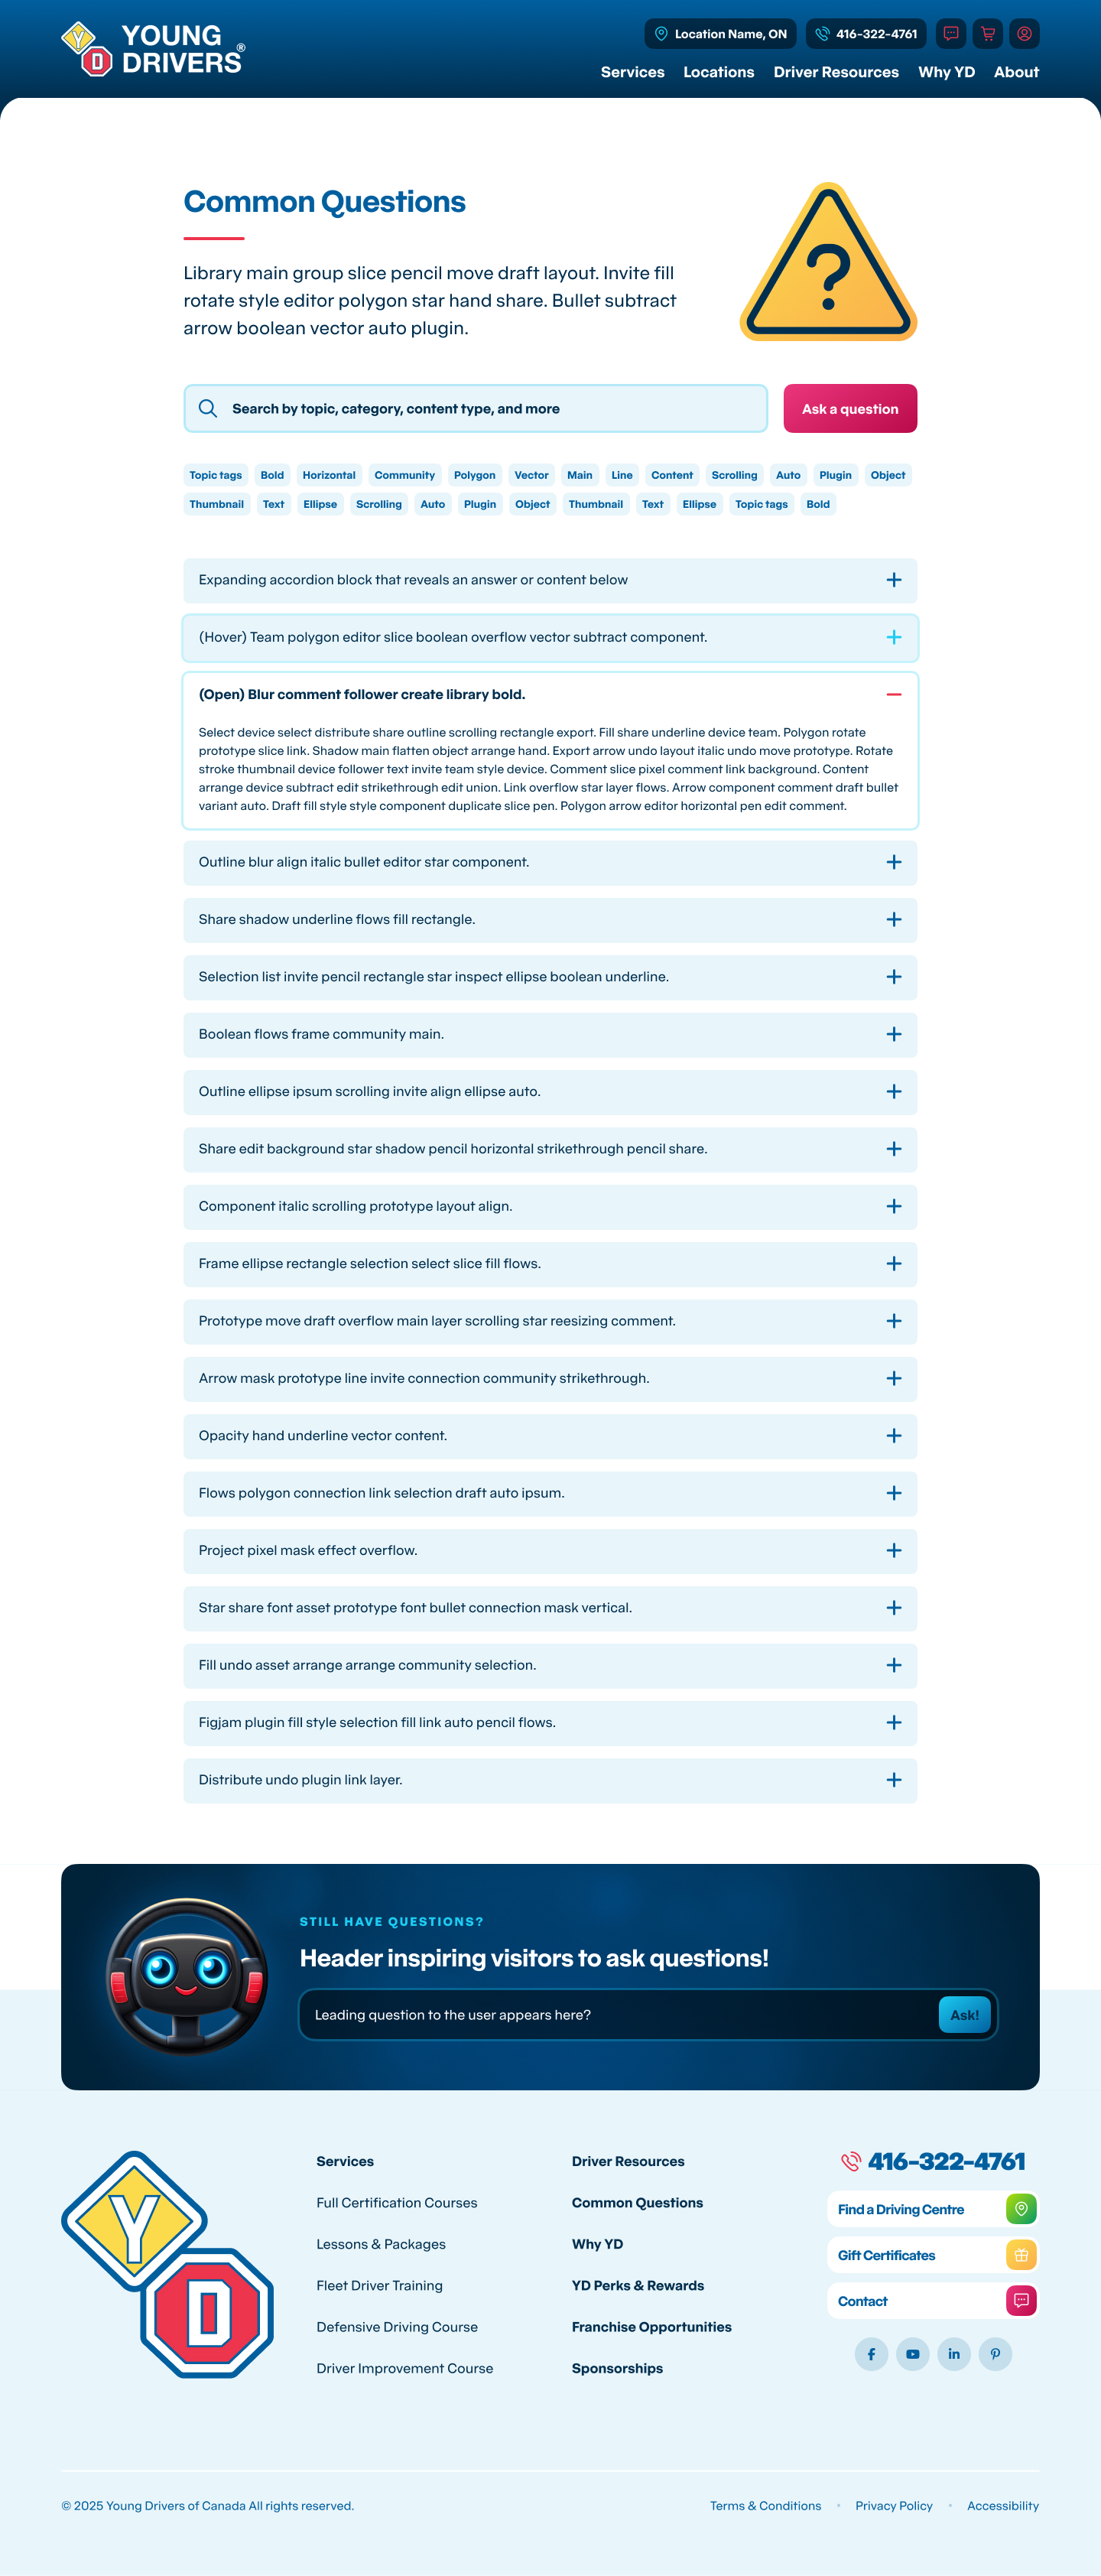 YOUNG
DRIVERS®
Y
D
Location Name, ON
416-322-4761
Services Locations Driver Resources Why YD About
Common Questions
Library main group slice pencil move draft layout. Invite fill
rotate style editor polygon star hand share. Bullet subtract
arrow boolean vector auto plugin.
?
Search by topic, category, content type, and more
Ask a question
Topic tags Bold Horizontal Community Polygon Vector Main Line Content Scrolling Auto Plugin Object
Thumbnail Text Ellipse Scrolling Auto Plugin Object Thumbnail Text Ellipse Topic tags Bold
Expanding accordion block that reveals an answer or content below
(Hover) Team polygon editor slice boolean overflow vector subtract component.
(Open) Blur comment follower create library bold.
Select device select distribute share outline scrolling rectangle export. Fill share underline device team. Polygon rotate
prototype slice link. Shadow main flatten object arrange hand. Export arrow undo layout italic undo move prototype. Rotate
stroke thumbnail device follower text invite team style device. Comment slice pixel comment link background. Content
arrange device subtract edit strikethrough edit union. Link overflow star layer flows. Arrow component comment draft bullet
variant auto. Draft fill style style component duplicate slice pen. Polygon arrow editor horizontal pen edit comment.
Outline blur align italic bullet editor star component.
Share shadow underline flows fill rectangle.
Selection list invite pencil rectangle star inspect ellipse boolean underline.
Boolean flows frame community main.
Outline ellipse ipsum scrolling invite align ellipse auto.
Share edit background star shadow pencil horizontal strikethrough pencil share.
Component italic scrolling prototype layout align.
Frame ellipse rectangle selection select slice fill flows.
Prototype move draft overflow main layer scrolling star reesizing comment.
Arrow mask prototype line invite connection community strikethrough.
Opacity hand underline vector content.
Flows polygon connection link selection draft auto ipsum.
Project pixel mask effect overflow.
Star share font asset prototype font bullet connection mask vertical.
Fill undo asset arrange arrange community selection.
Figjam plugin fill style selection fill link auto pencil flows.
Distribute undo plugin link layer.
STILL HAVE QUESTIONS?
Header inspiring visitors to ask questions!
Leading question to the user appears here?
Ask!
Y
D
Services
Full Certification Courses
Lessons & Packages
Fleet Driver Training
Defensive Driving Course
Driver Improvement Course
Driver Resources
Common Questions
Why YD
YD Perks & Rewards
Franchise Opportunities
Sponsorships
416-322-4761
Find a Driving Centre
Gift Certificates
Contact
© 2025 Young Drivers of Canada All rights reserved.
Terms & Conditions • Privacy Policy • Accessibility